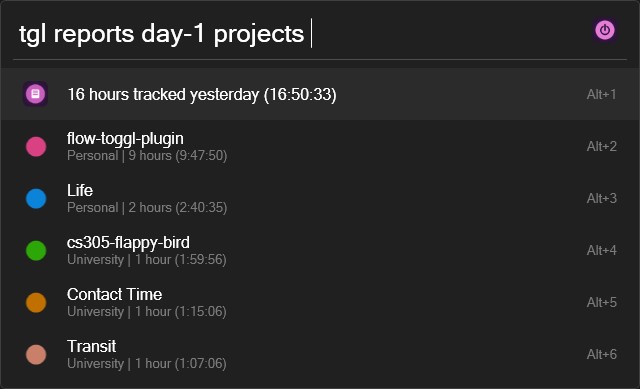 tgl reports day-1 projects
16 hours tracked yesterday (16:50:33) Alt+1
flow-toggl-plugin
Personal | 9 hours (9:47:50) Alt+2
Life
Personal | 2 hours (2:40:35) Alt+3
cs305-flappy-bird
University | 1 hour (1:59:56) Alt+4
Contact Time
University | 1 hour (1:15:06) Alt+5
Transit
University | 1 hour (1:07:06) Alt+6